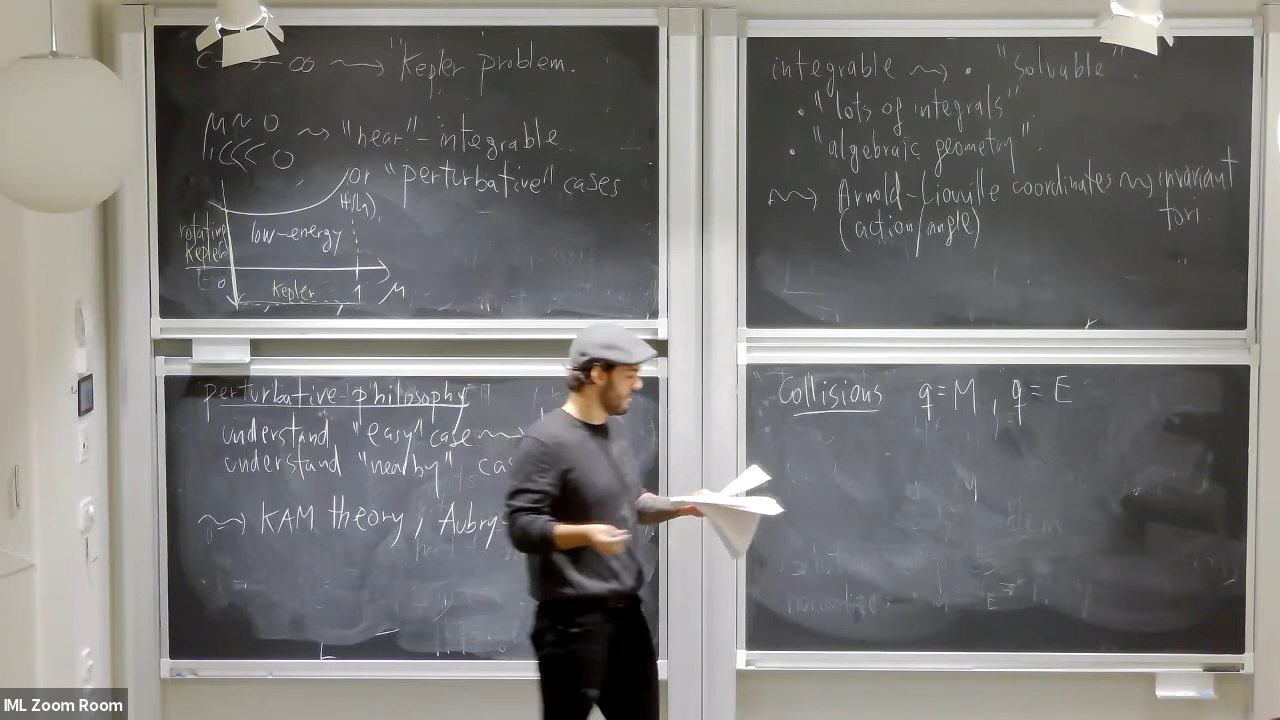 c → -∞ ⇝ "Kepler problem.
μ ~ 0 ⇝ "near"-integrable
|c| <<< 0 or "perturbative" cases
H(L1)
rotating low-energy
Kepler
0 Kepler 1 μ
integrable ⇝ • "solvable".
• "lots of integrals"
• "algebraic geometry".
⇝ Arnold-Liouville coordinates ⇝ invariant
(action/angle) tori.
perturbative philosophy
understand "easy" case ⇝
understand "nearby"
⇝ KAM theory, Aubry-
Collisions q=M, q=E
IML Zoom Room